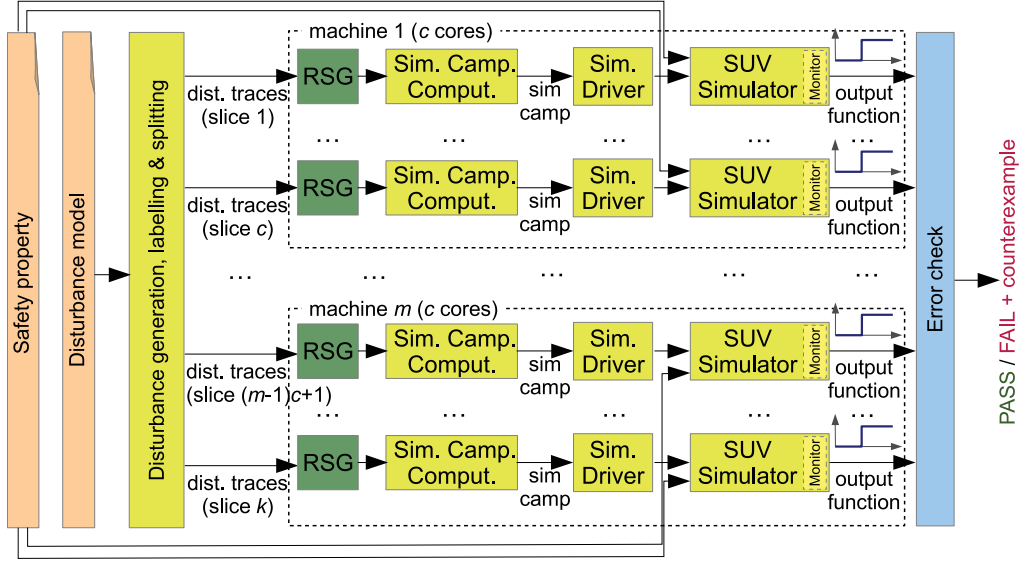 Safety property
Disturbance model
Disturbance generation, labelling & splitting
machine 1 (c cores)
dist. traces
(slice 1)
RSG
Sim. Camp.
Comput.
sim
camp
Sim.
Driver
SUV
Simulator
Monitor
output
function
... ... ... ... ...
dist. traces
(slice c)
RSG
Sim. Camp.
Comput.
sim
camp
Sim.
Driver
SUV
Simulator
Monitor
output
function
... ... ... ... ...
machine m (c cores)
dist. traces
(slice (m-1)c+1)
RSG
Sim. Camp.
Comput.
sim
camp
Sim.
Driver
SUV
Simulator
Monitor
output
function
... ... ... ... ...
dist. traces
(slice k)
RSG
Sim. Camp.
Comput.
sim
camp
Sim.
Driver
SUV
Simulator
Monitor
output
function
Error check
PASS / FAIL + counterexample